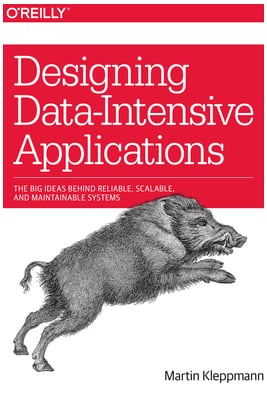 O'REILLY®
Designing
Data-Intensive
Applications
THE BIG IDEAS BEHIND RELIABLE, SCALABLE,
AND MAINTAINABLE SYSTEMS
Martin Kleppmann